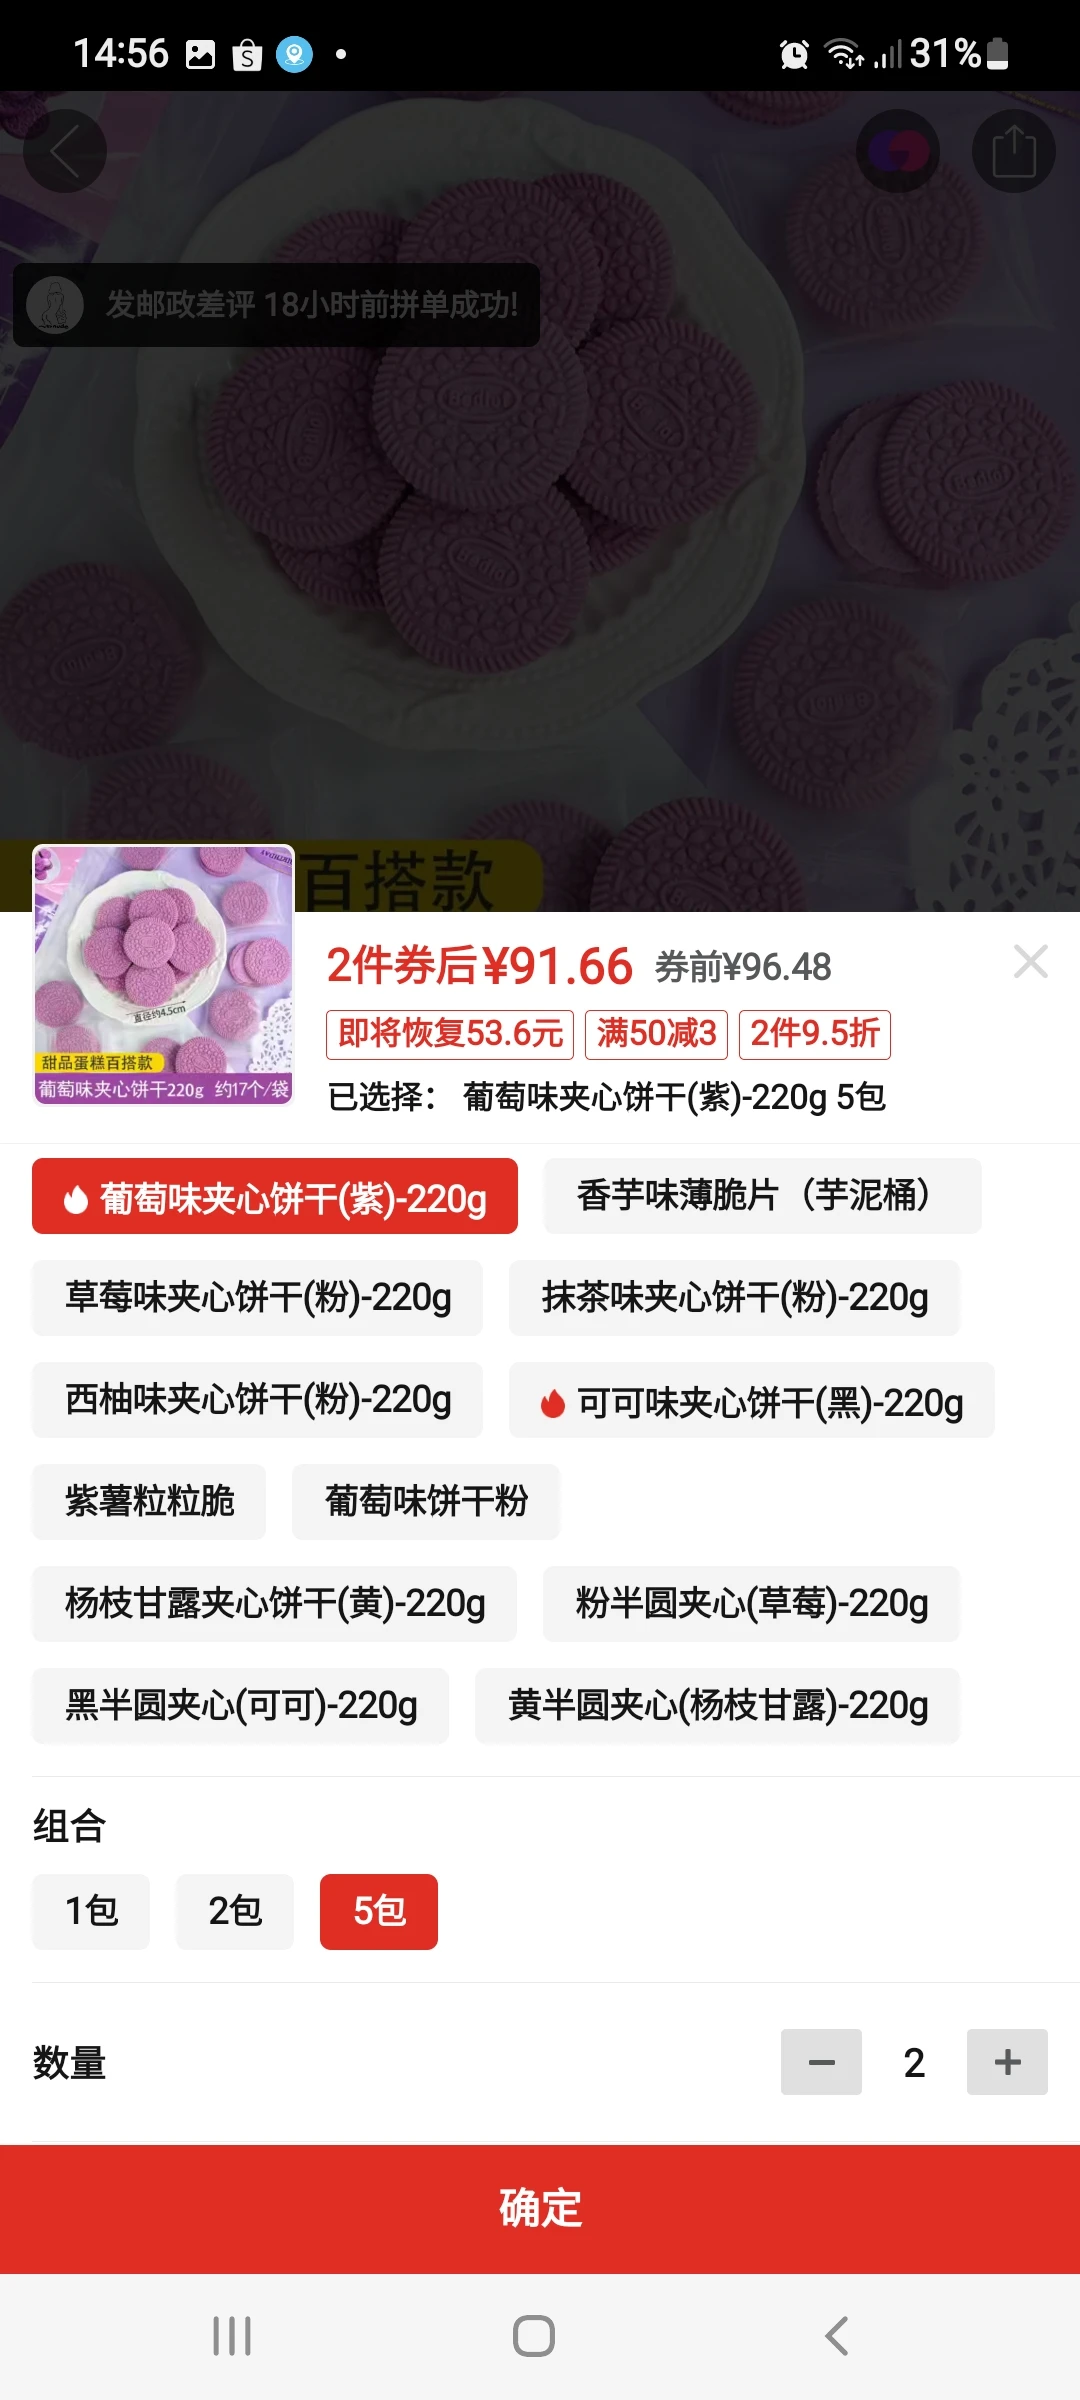 14:56
31%
发邮政差评 18小时前拼单成功!
Bediol
百搭款
直径约4.5cm
甜品蛋糕百搭款
葡萄味夹心饼干220g 约17个/袋
2件券后¥91.66 券前¥96.48
即将恢复53.6元 满50减3 2件9.5折
已选择： 葡萄味夹心饼干(紫)-220g 5包
葡萄味夹心饼干(紫)-220g 香芋味薄脆片（芋泥桶）
草莓味夹心饼干(粉)-220g 抹茶味夹心饼干(粉)-220g
西柚味夹心饼干(粉)-220g 可可味夹心饼干(黑)-220g
紫薯粒粒脆 葡萄味饼干粉
杨枝甘露夹心饼干(黄)-220g 粉半圆夹心(草莓)-220g
黑半圆夹心(可可)-220g 黄半圆夹心(杨枝甘露)-220g
组合
1包 2包 5包
数量 2
确定